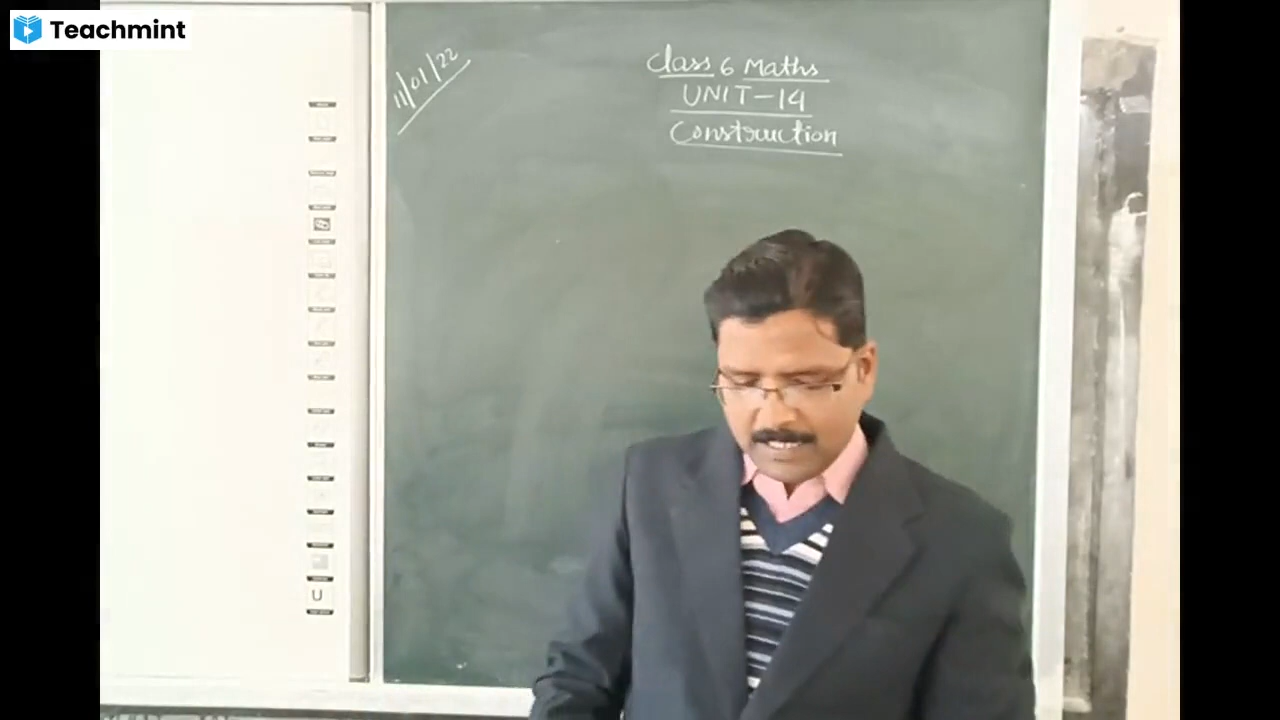 Teachmint
11/01/22
Class 6 Maths
UNIT-14
Construction
U